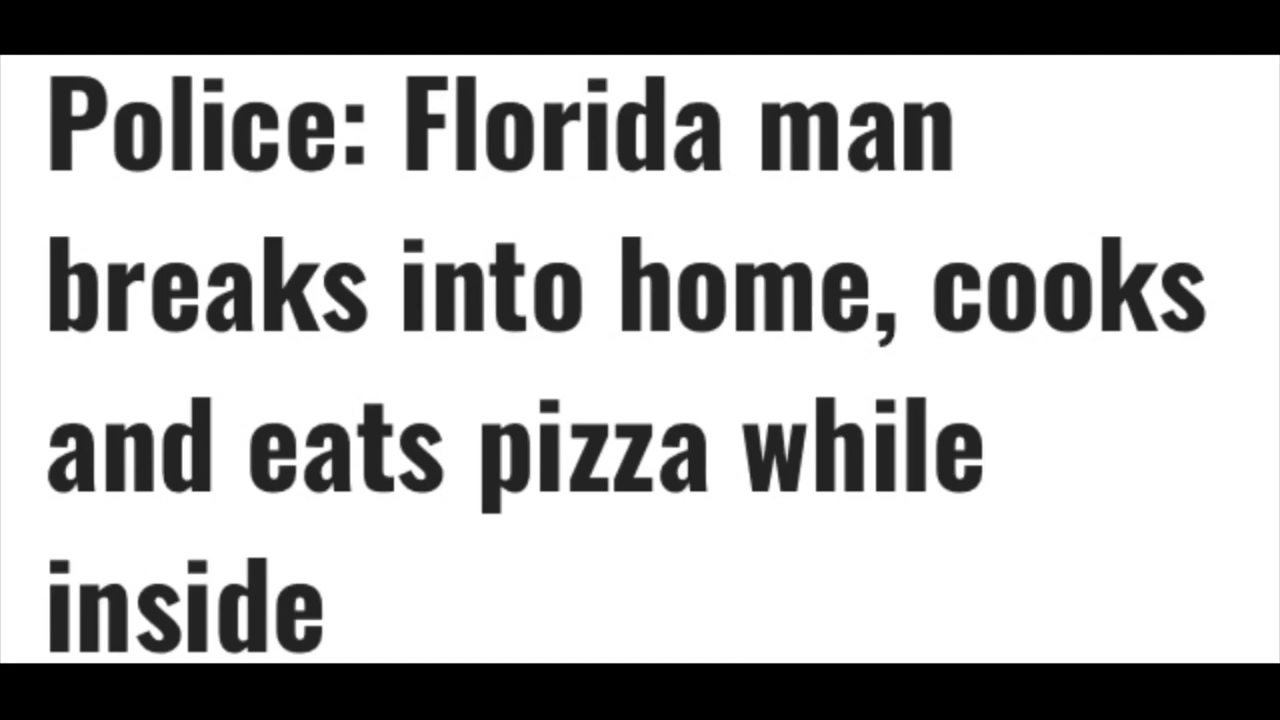 Police: Florida man
breaks into home, cooks
and eats pizza while
inside